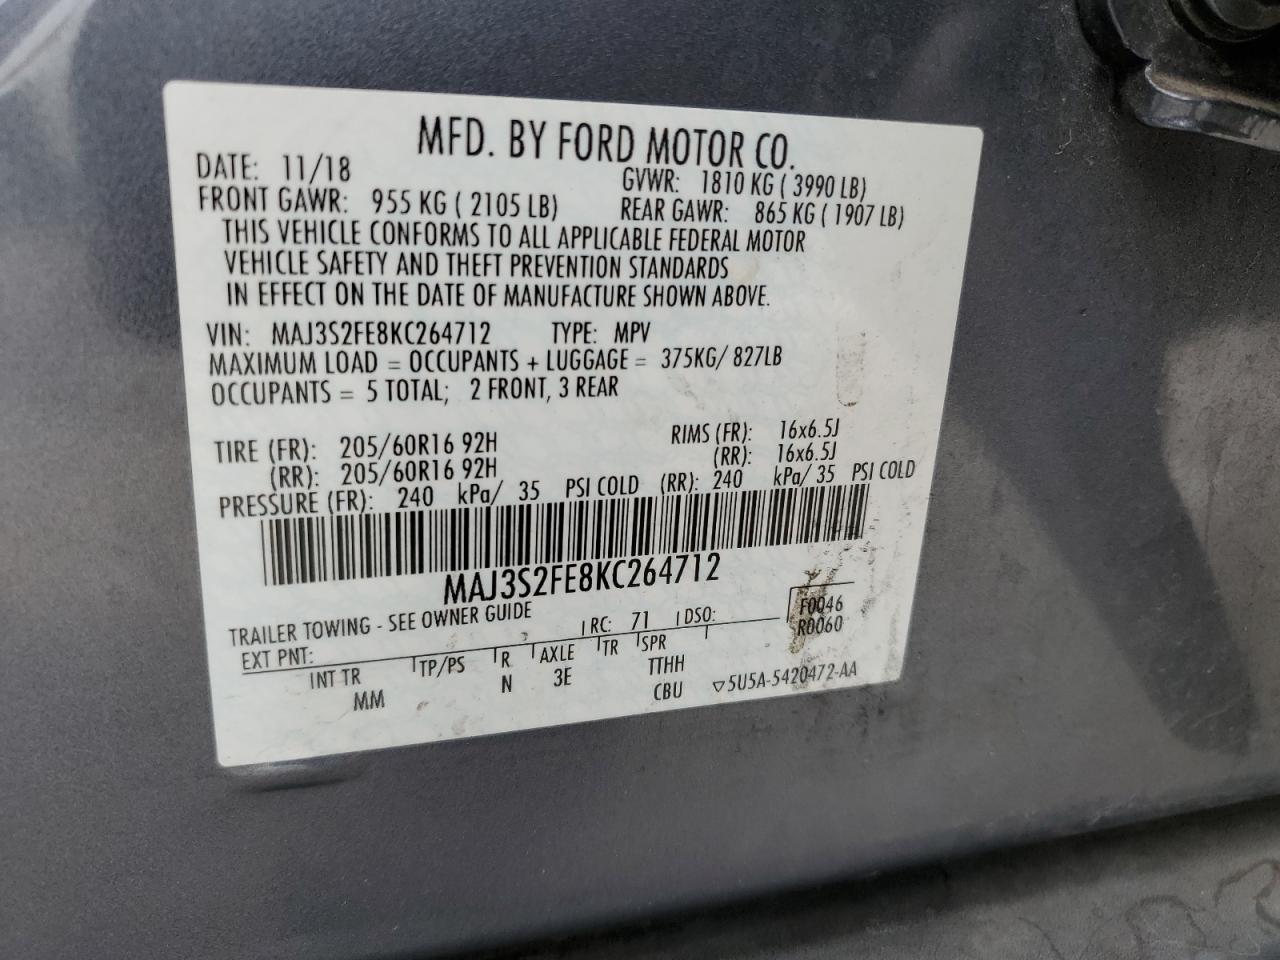 MFD. BY FORD MOTOR CO.
DATE: 11/18 GVWR: 1810 KG ( 3990 LB)
FRONT GAWR: 955 KG ( 2105 LB) REAR GAWR: 865 KG ( 1907 LB)
THIS VEHICLE CONFORMS TO ALL APPLICABLE FEDERAL MOTOR
VEHICLE SAFETY AND THEFT PREVENTION STANDARDS
IN EFFECT ON THE DATE OF MANUFACTURE SHOWN ABOVE.
VIN: MAJ3S2FE8KC264712 TYPE: MPV
MAXIMUM LOAD = OCCUPANTS + LUGGAGE = 375KG/ 827LB
OCCUPANTS = 5 TOTAL; 2 FRONT, 3 REAR
TIRE (FR): 205/60R16 92H RIMS (FR): 16x6.5J
(RR): 205/60R16 92H (RR): 16x6.5J
PRESSURE (FR): 240 kPa/ 35 PSI COLD (RR): 240 kPa/ 35 PSI COLD
MAJ3S2FE8KC264712
TRAILER TOWING - SEE OWNER GUIDE RC: 71 DSO: F0046
EXT PNT: R0060
INT TR TP/PS R AXLE TR SPR
MM N 3E TTHH
CBU ▽5U5A-5420472-AA